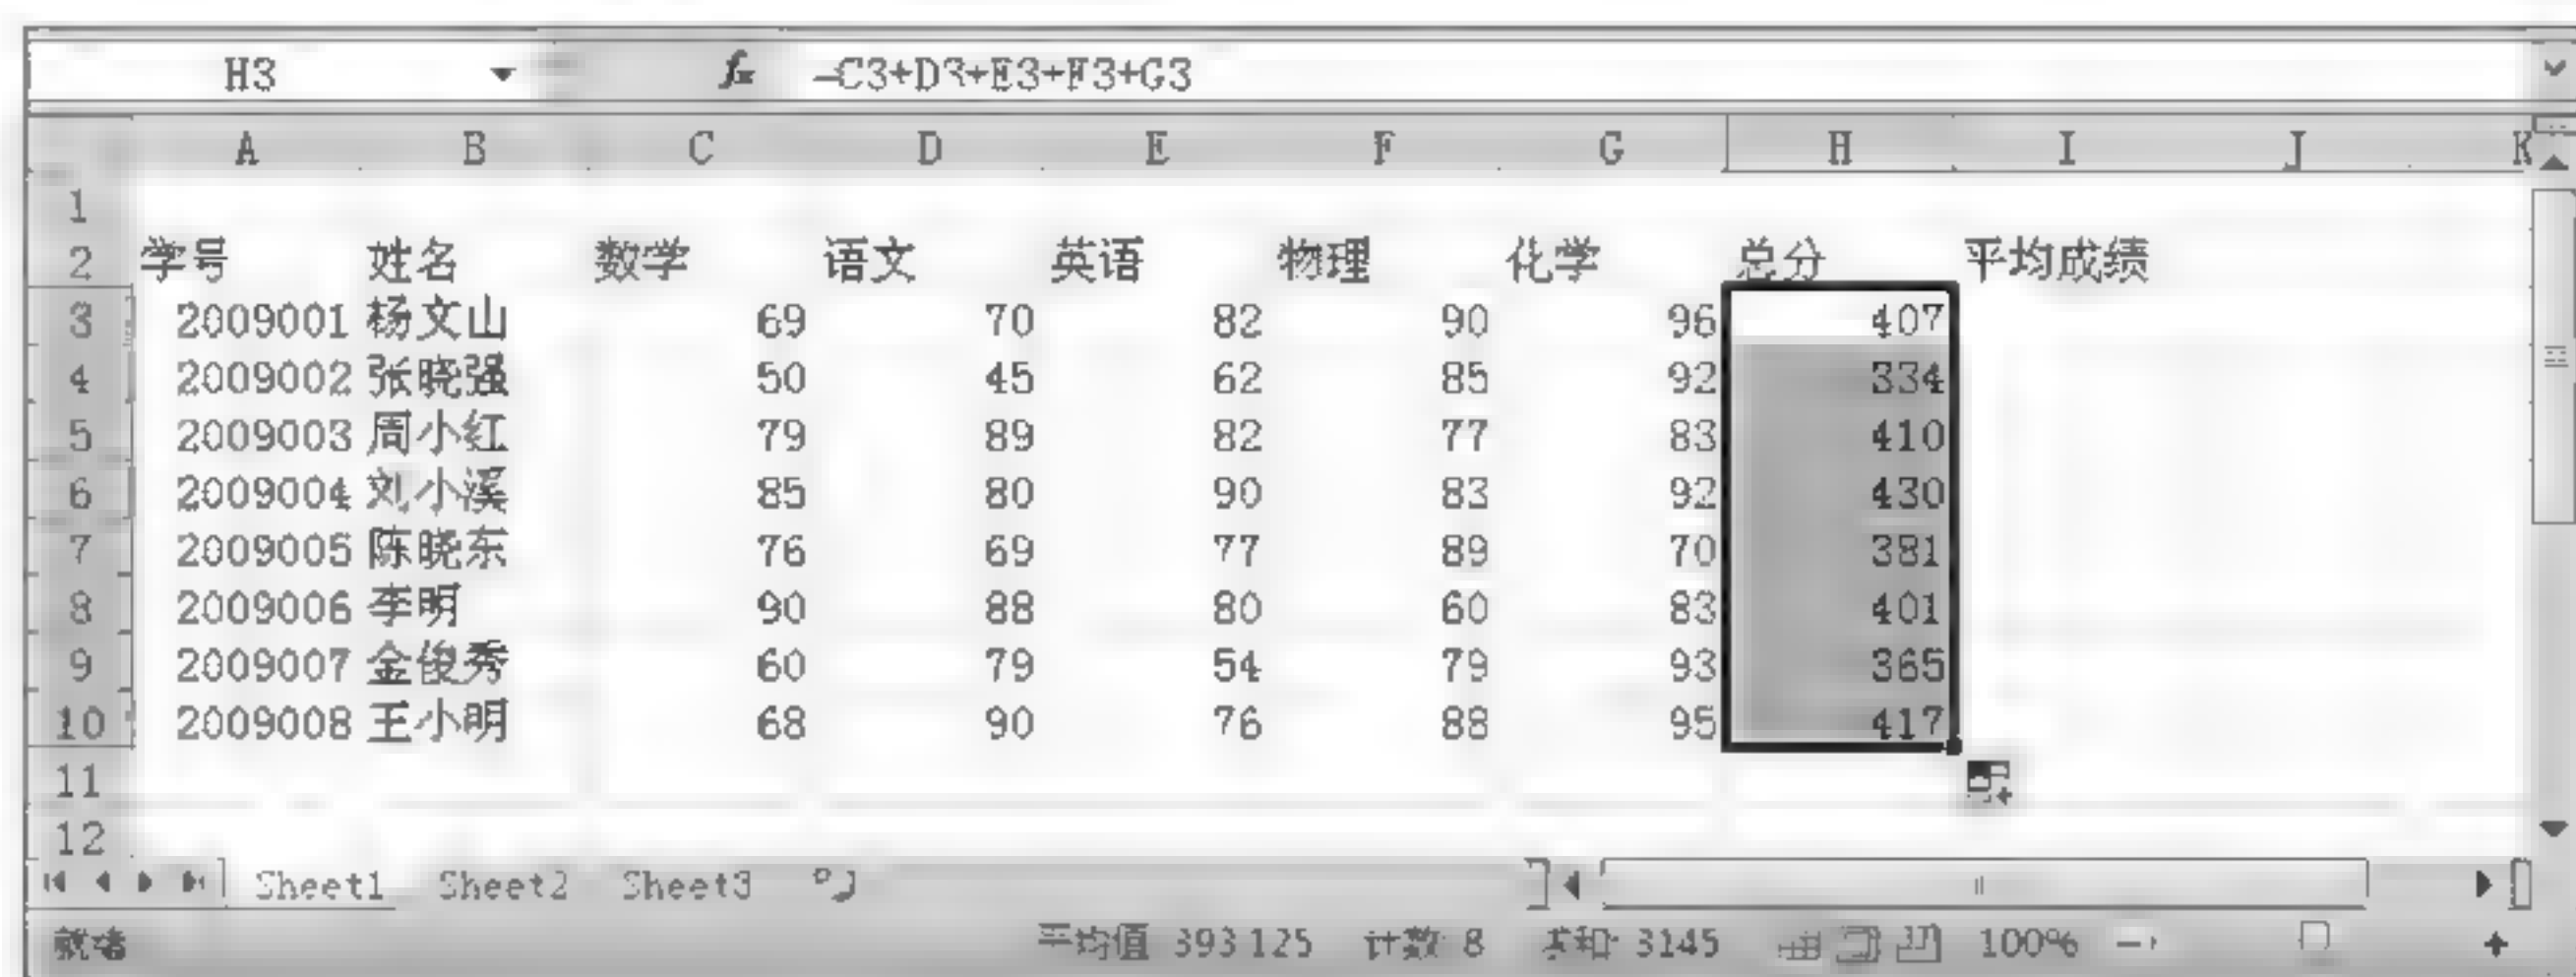 H3 fx =C3+D3+E3+F3+G3
A B C D E F G H I J K
1
2 学号 姓名 数学 语文 英语 物理 化学 总分 平均成绩
3 2009001 杨文山 69 70 82 90 96 407
4 2009002 张晓强 50 45 62 85 92 334
5 2009003 周小红 79 89 82 77 83 410
6 2009004 刘小溪 85 80 90 83 92 430
7 2009005 陈晓东 76 69 77 89 70 381
8 2009006 李明 90 88 80 60 83 401
9 2009007 金俊秀 60 79 54 79 93 365
10 2009008 王小明 68 90 76 88 95 417
11
12
Sheet1 Sheet2 Sheet3
就绪 平均值 393.125 计数 8 求和 3145 100%